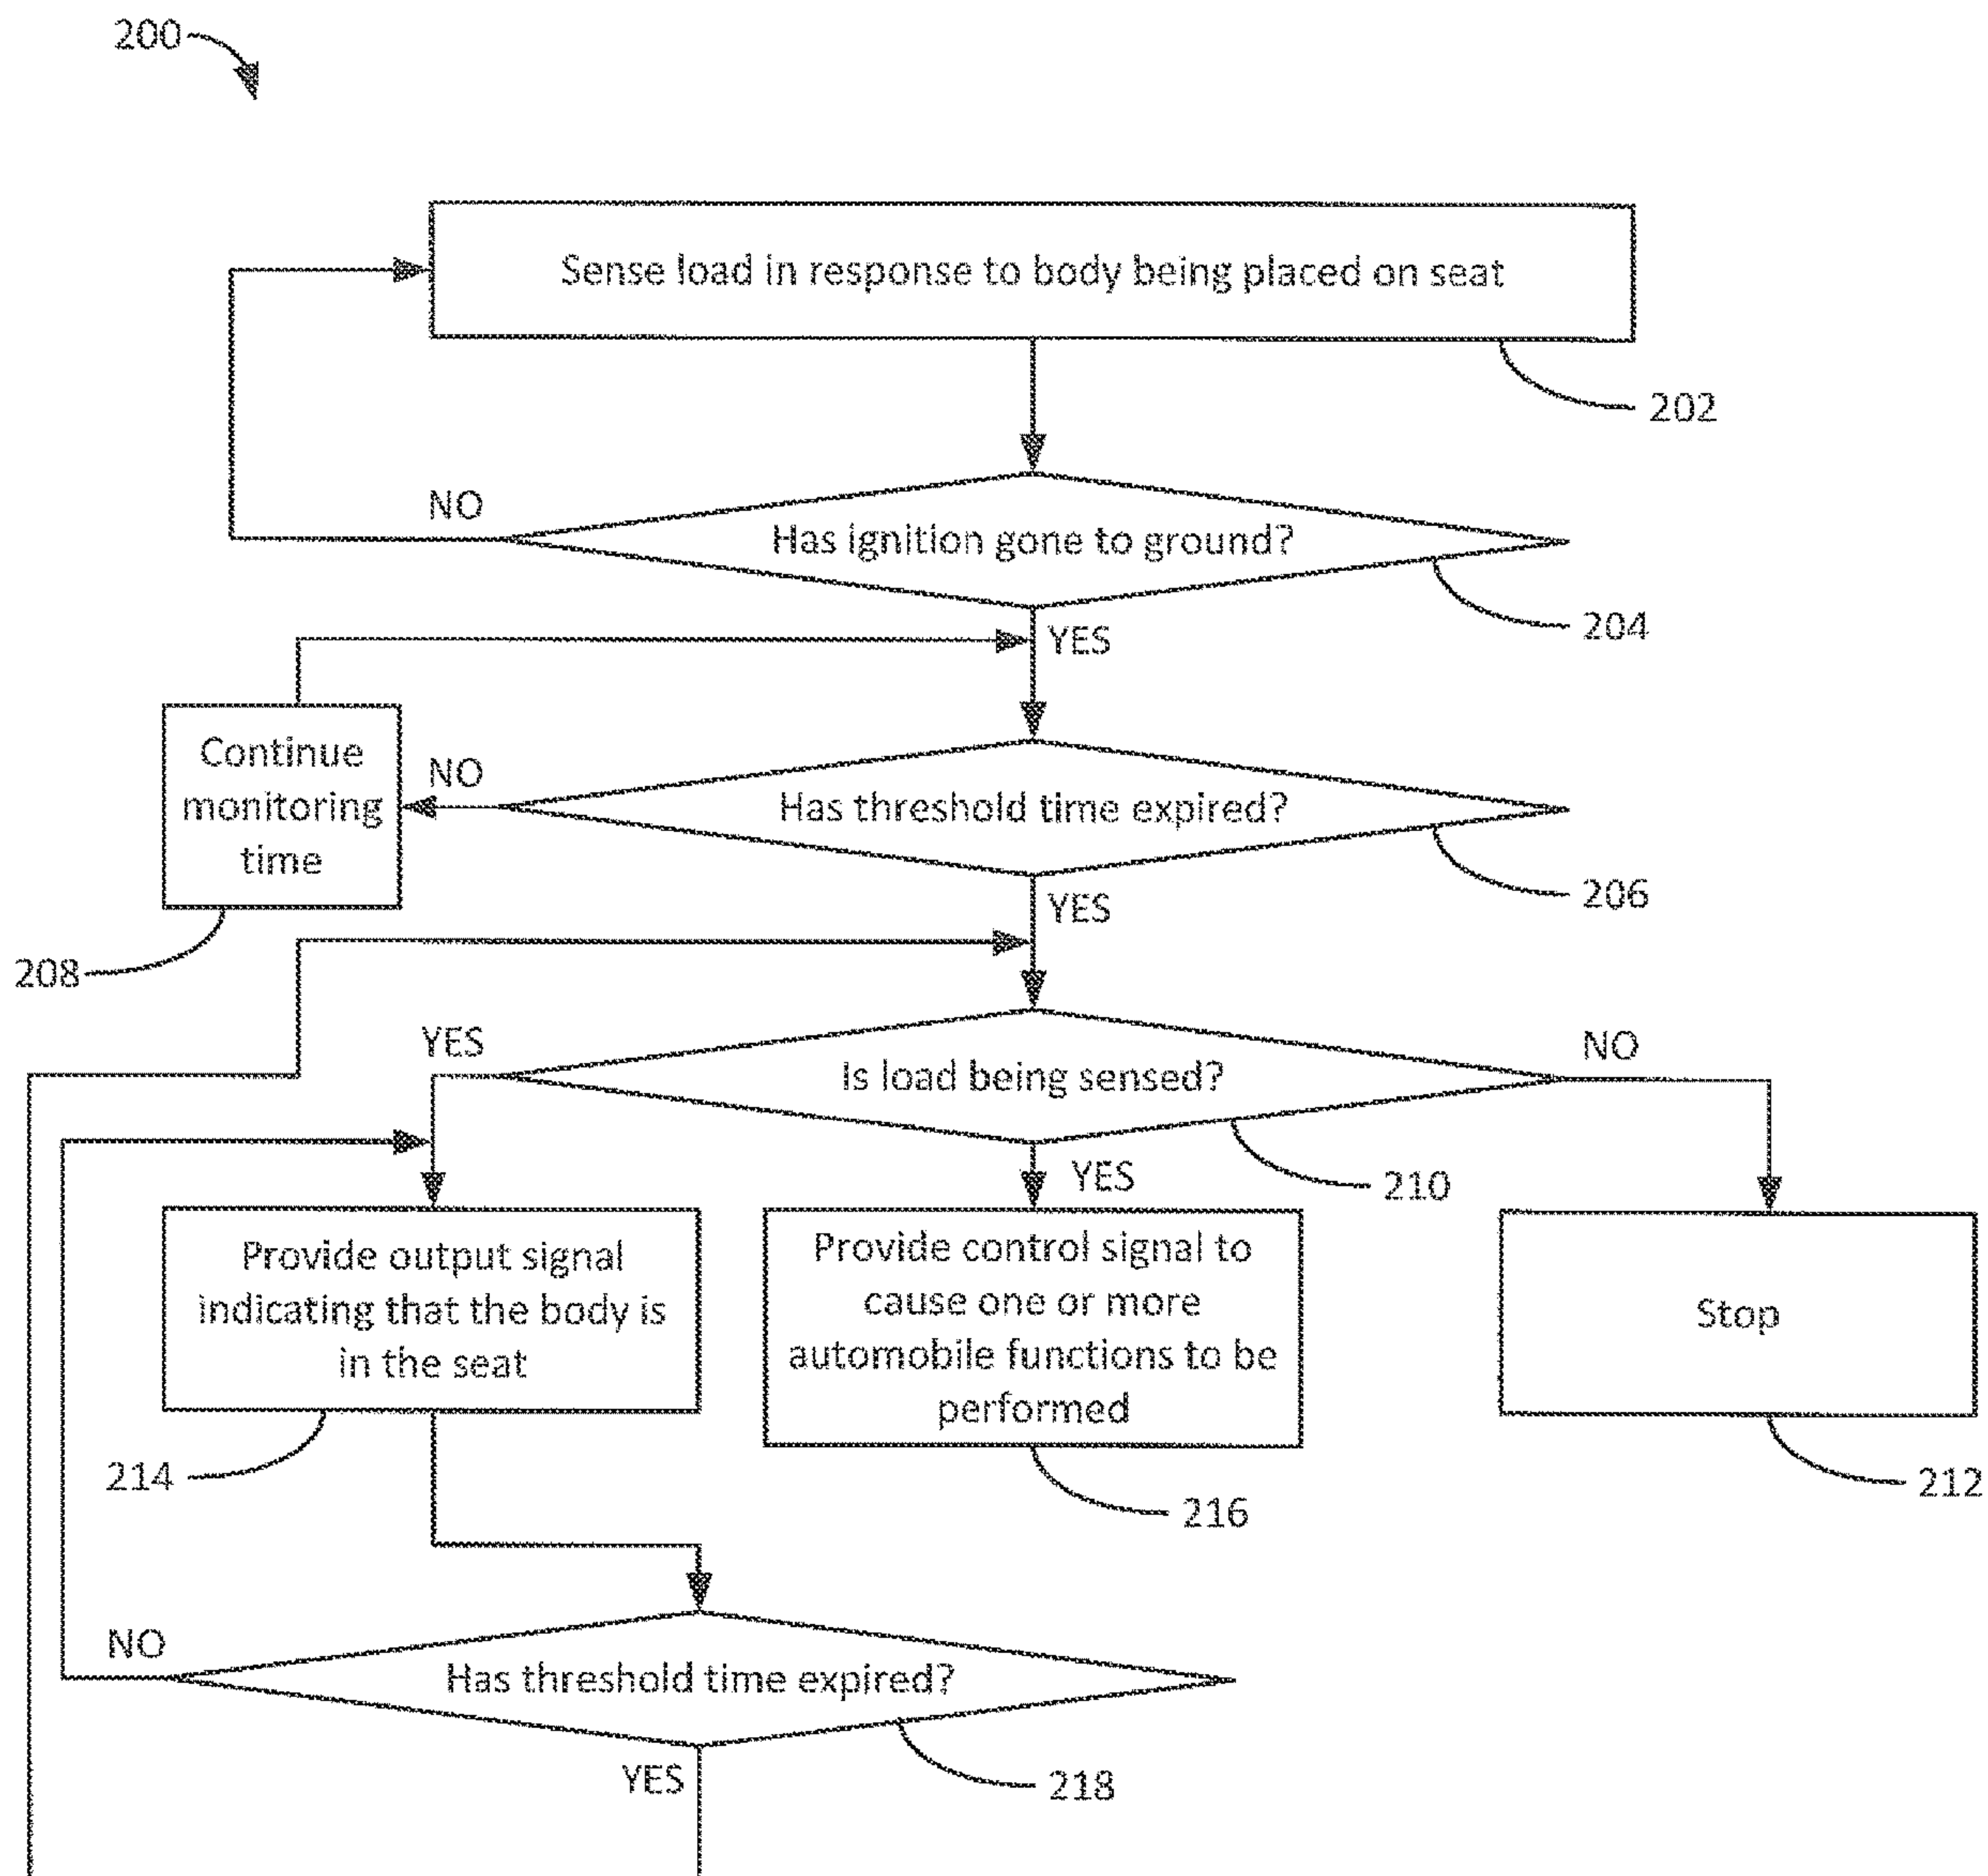 200
Sense load in response to body being placed on seat
202
NO
Has ignition gone to ground?
204
YES
Continue
monitoring
time
NO
Has threshold time expired?
206
YES
208
YES
Is load being sensed?
NO
210
YES
Provide output signal
indicating that the body is
in the seat
214
Provide control signal to
cause one or more
automobile functions to be
performed
216
Stop
212
NO
Has threshold time expired?
218
YES